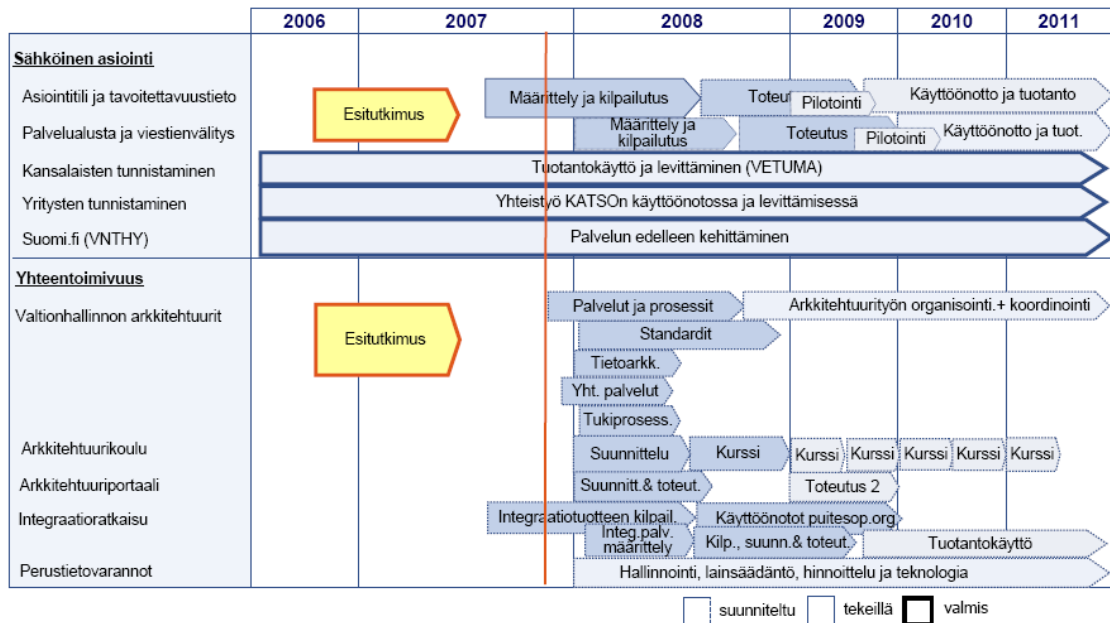 2006 2007 2008 2009 2010 2011
Sähköinen asiointi
Asiointitili ja tavoitettavuustieto
Esitutkimus
Määrittely ja kilpailutus
Toteut
Pilotointi
Käyttöönotto ja tuotanto
Palvelualusta ja viestienvälitys
Määrittely ja
kilpailutus
Toteutus
Pilotointi
Käyttöönotto ja tuot.
Kansalaisten tunnistaminen
Tuotantokäyttö ja levittäminen (VETUMA)
Yritysten tunnistaminen
Yhteistyö KATSOn käyttöönotossa ja levittämisessä
Suomi.fi (VNTHY)
Palvelun edelleen kehittäminen
Yhteentoimivuus
Valtionhallinnon arkkitehtuurit
Esitutkimus
Palvelut ja prosessit
Arkkitehtuurityön organisointi.+ koordinointi
Standardit
Tietoarkk.
Yht. palvelut
Tukiprosess.
Arkkitehtuurikoulu
Suunnittelu
Kurssi
Kurssi
Kurssi
Kurssi
Kurssi
Kurssi
Arkkitehtuuriportaali
Suunnitt.& toteut.
Toteutus 2
Integraatioratkaisu
Integraatiotuotteen kilpail.
Käyttöönotot puitesop.org.
Integ.palv.
määrittely
Kilp., suunn.& toteut.
Tuotantokäyttö
Perustietovarannot
Hallinnointi, lainsäädäntö, hinnoittelu ja teknologia
suunniteltu tekeillä valmis